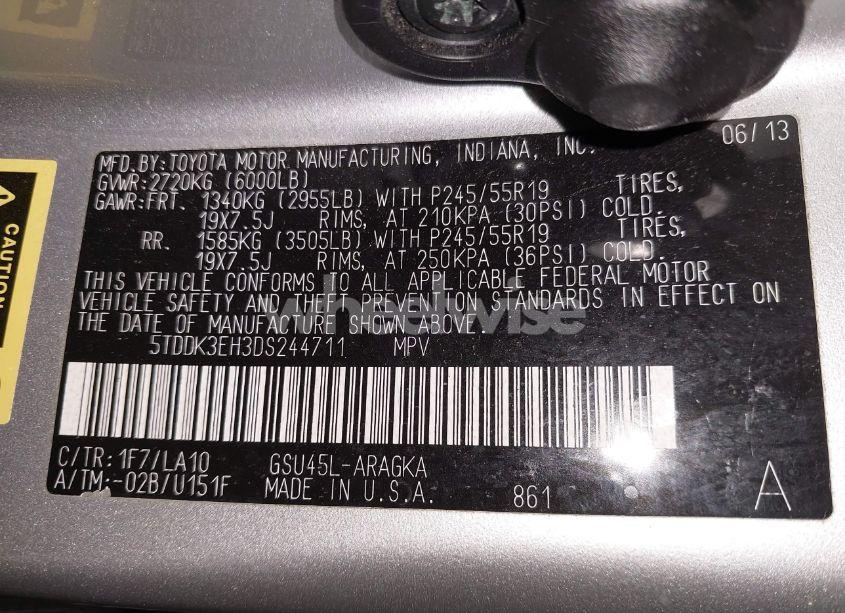 06/13
MFD.BY: TOYOTA MOTOR MANUFACTURING, INDIANA, INC.
GVWR: 2720KG (6000LB)
GAWR: FRT. 1340KG (2955LB) WITH P245/55R19 TIRES,
19X7.5J RIMS, AT 210KPA (30PSI) COLD.
RR. 1585KG (3505LB) WITH P245/55R19 TIRES,
19X7.5J RIMS, AT 250KPA (36PSI) COLD.
THIS VEHICLE CONFORMS TO ALL APPLICABLE FEDERAL MOTOR
VEHICLE SAFETY AND THEFT PREVENTION STANDARDS IN EFFECT ON
THE DATE OF MANUFACTURE SHOWN ABOVE.
5TDDK3EH3DS244711 MPV
C/TR: 1F7/LA10 GSU45L-ARAGKA
A/TM: -02B/U151F MADE IN U.S.A. 861 A
CAUTION
wheelwise